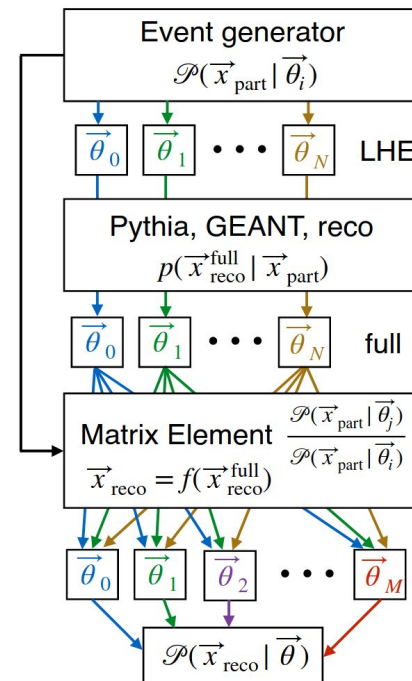 Event generator
𝒫(x⃗_part | θ⃗_i)
θ⃗_0 θ⃗_1 • • • θ⃗_N LHE
Pythia, GEANT, reco
p(x⃗_reco^full | x⃗_part)
θ⃗_0 θ⃗_1 • • • θ⃗_N full
Matrix Element 𝒫(x⃗_part | θ⃗_j) / 𝒫(x⃗_part | θ⃗_i)
x⃗_reco = f(x⃗_reco^full)
θ⃗_0 θ⃗_1 θ⃗_2 • • • θ⃗_M
𝒫(x⃗_reco | θ⃗)